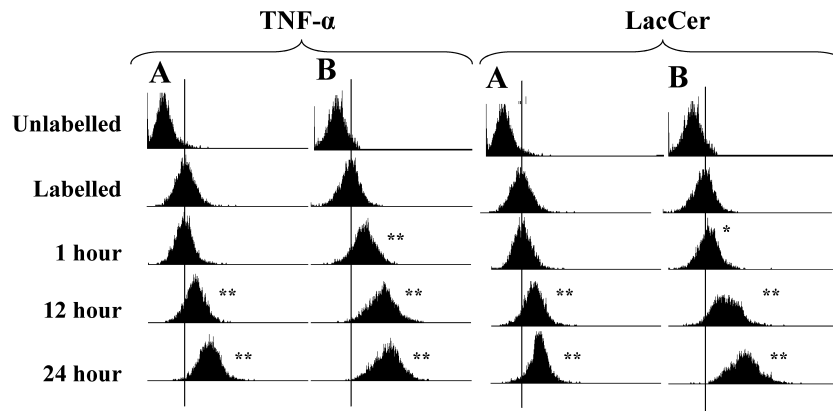 TNF-α LacCer
A B A B
Unlabelled
Labelled
1 hour ** *
12 hour ** ** ** **
24 hour ** ** ** **